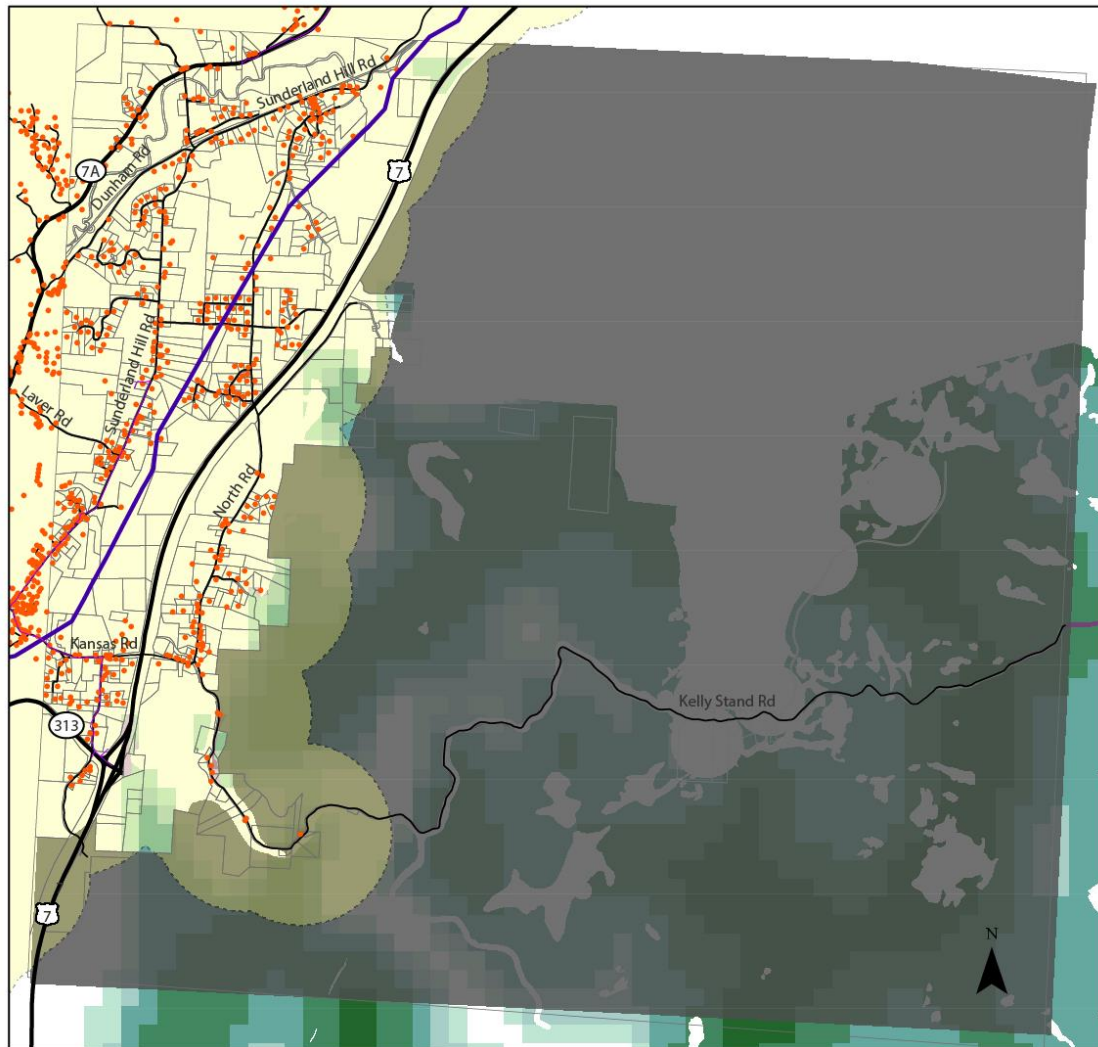 Sunderland Hill Rd
7A
Dunham Rd
7
Sunderland Hill Rd
Laver Rd
North Rd
Kansas Rd
Kelly Stand Rd
313
7
N